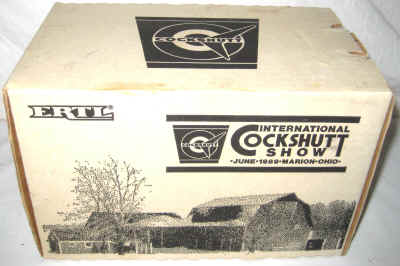 COCKSHUTT
ERTL®
COCKSHUTT
INTERNATIONAL
COCKSHUTT
SHOW
•JUNE•1989•MARION•OHIO•